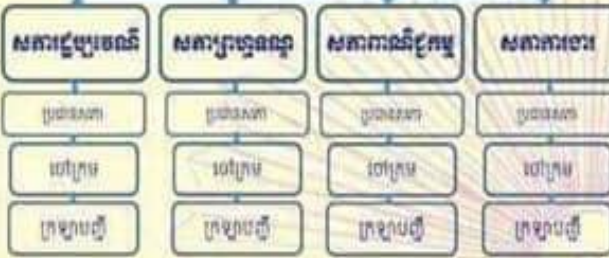 សភារដ្ឋប្បវេណី សភាព្រហ្មទណ្ឌ សភាពាណិជ្ជកម្ម សភាការងារ
ប្រធានសភា ប្រធានសភា ប្រធានសភា ប្រធានសភា
ចៅក្រម ចៅក្រម ចៅក្រម ចៅក្រម
ក្រឡាបញ្ជី ក្រឡាបញ្ជី ក្រឡាបញ្ជី ក្រឡាបញ្ជី